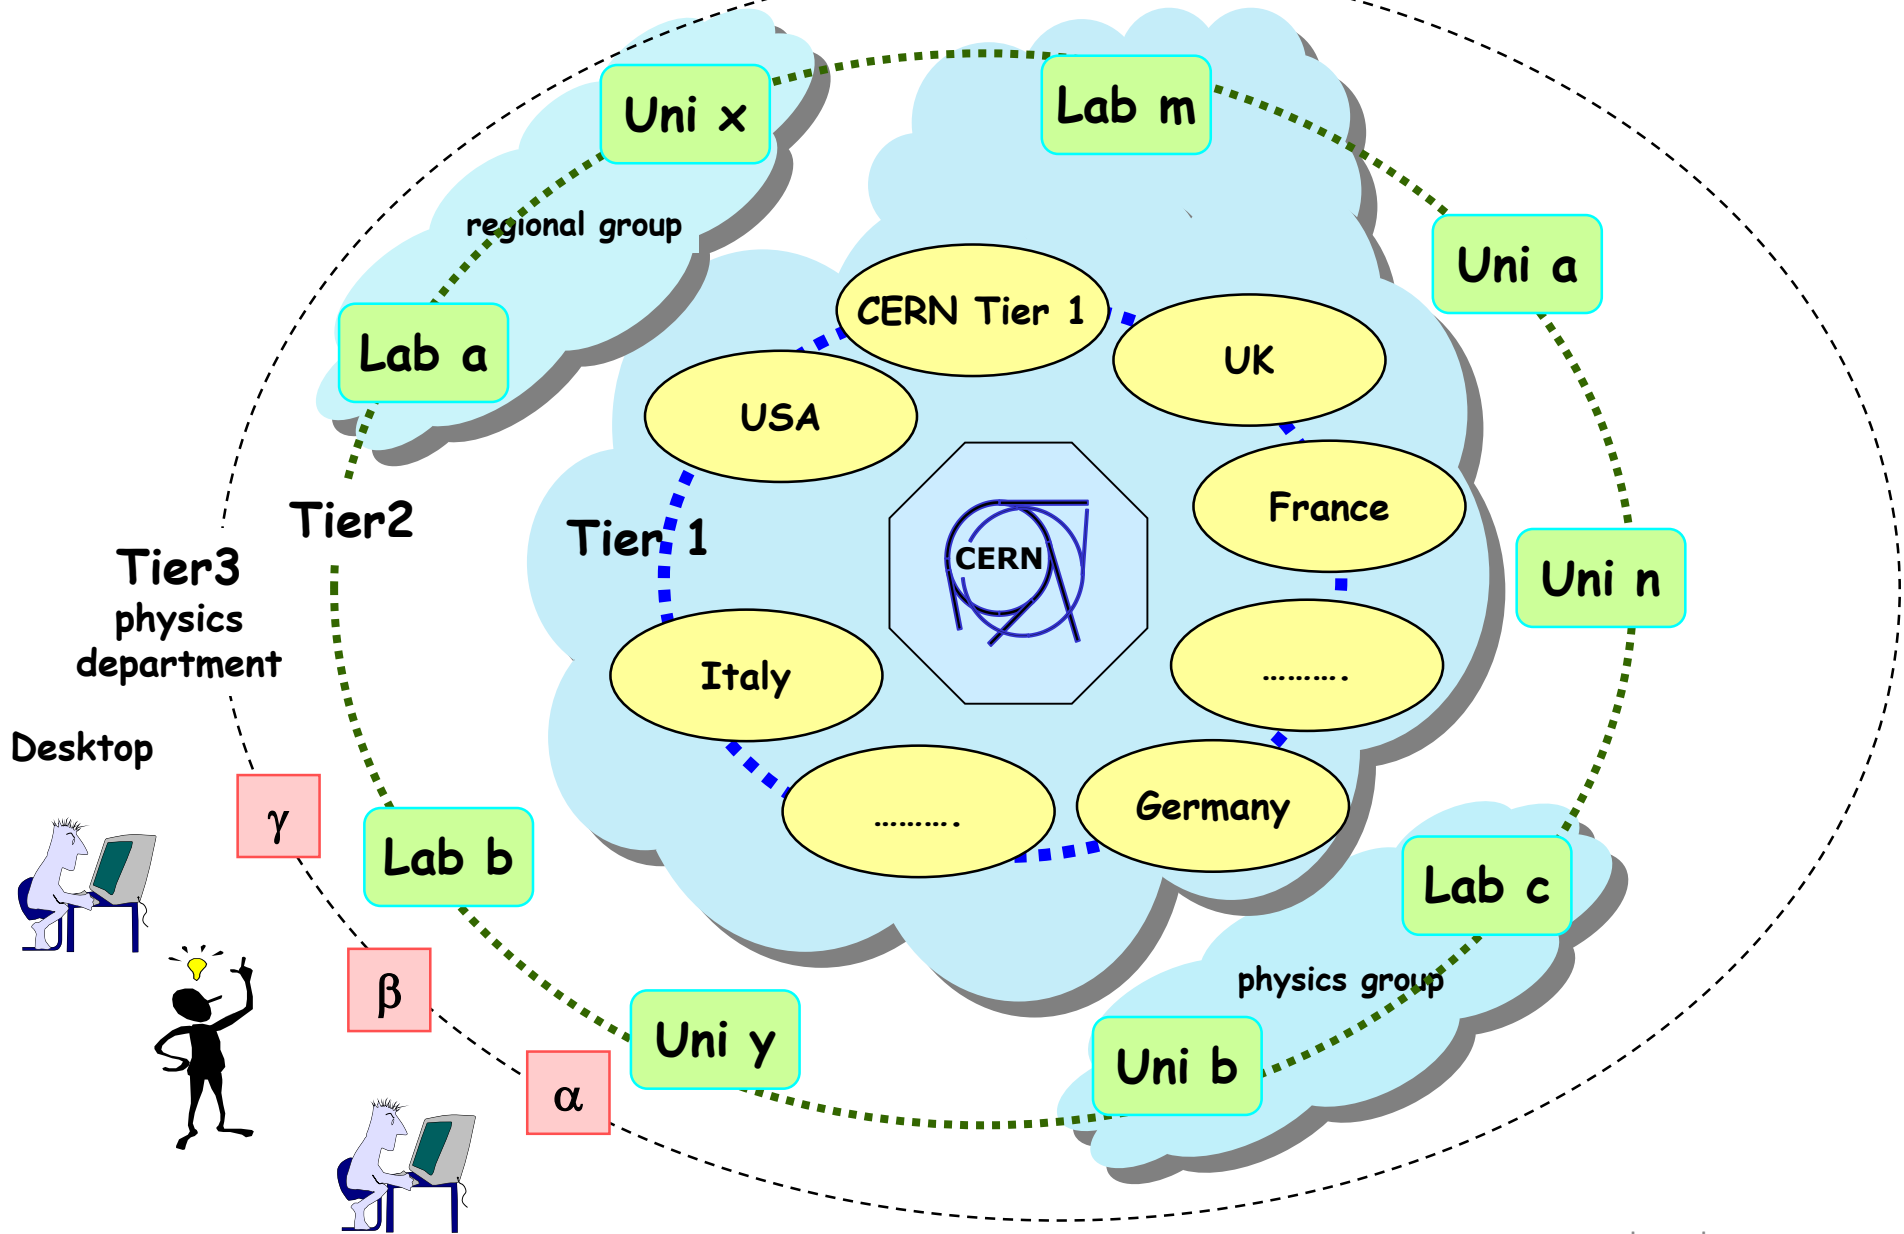 Uni x
Lab m
regional group
Uni a
CERN Tier 1
Lab a
UK
USA
France
Tier2
Tier 1
CERN
Tier3
physics
department
Uni n
Italy
……….
Desktop
γ
……….
Germany
Lab b
Lab c
β
physics group
Uni y
Uni b
α